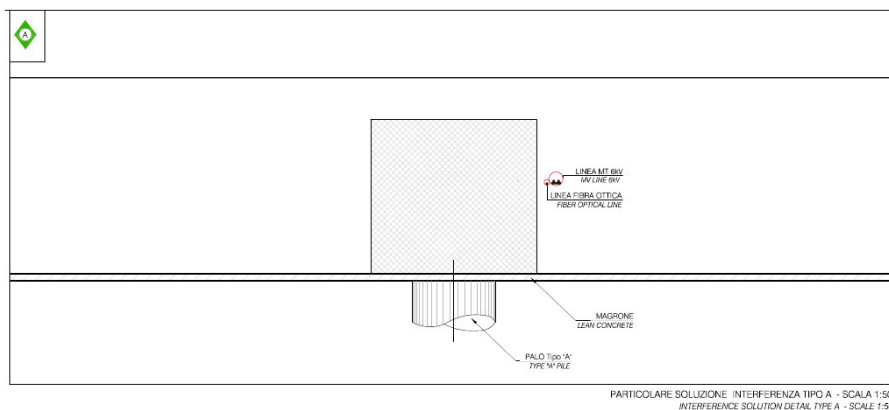 A
LINEA MT 6kV
MV LINE 6kV
LINEA FIBRA OTTICA
FIBER OPTICAL LINE
MAGRONE
LEAN CONCRETE
PALO Tipo "A"
TYPE "A" PILE
PARTICOLARE SOLUZIONE INTERFERENZA TIPO A - SCALA 1:50
INTERFERENCE SOLUTION DETAIL TYPE A - SCALE 1:5